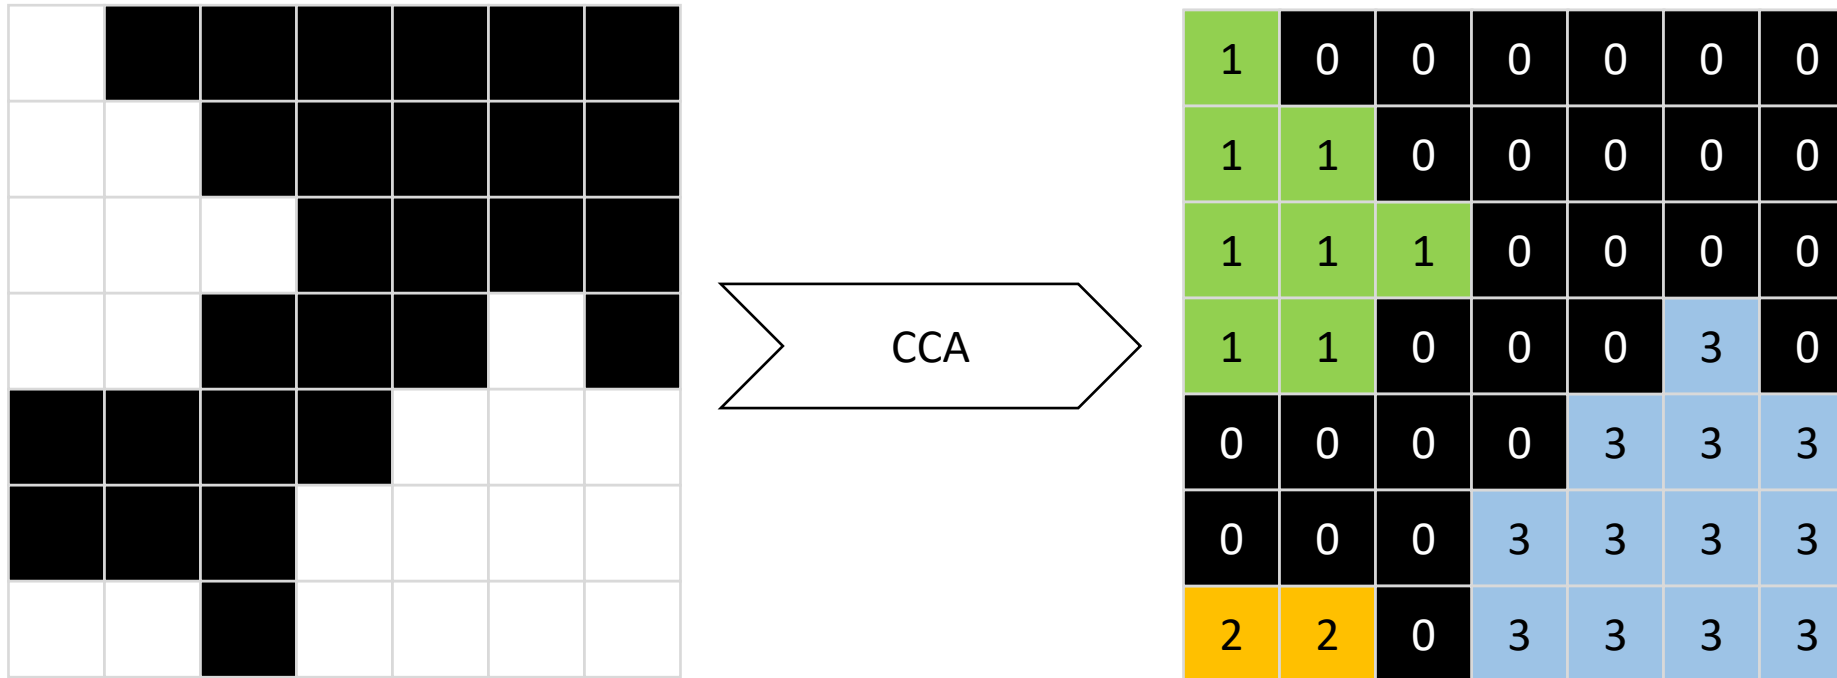 1 0 0 0 0 0 0
1 1 0 0 0 0 0
1 1 1 0 0 0 0
CCA
1 1 0 0 0 3 0
0 0 0 0 3 3 3
0 0 0 3 3 3 3
2 2 0 3 3 3 3